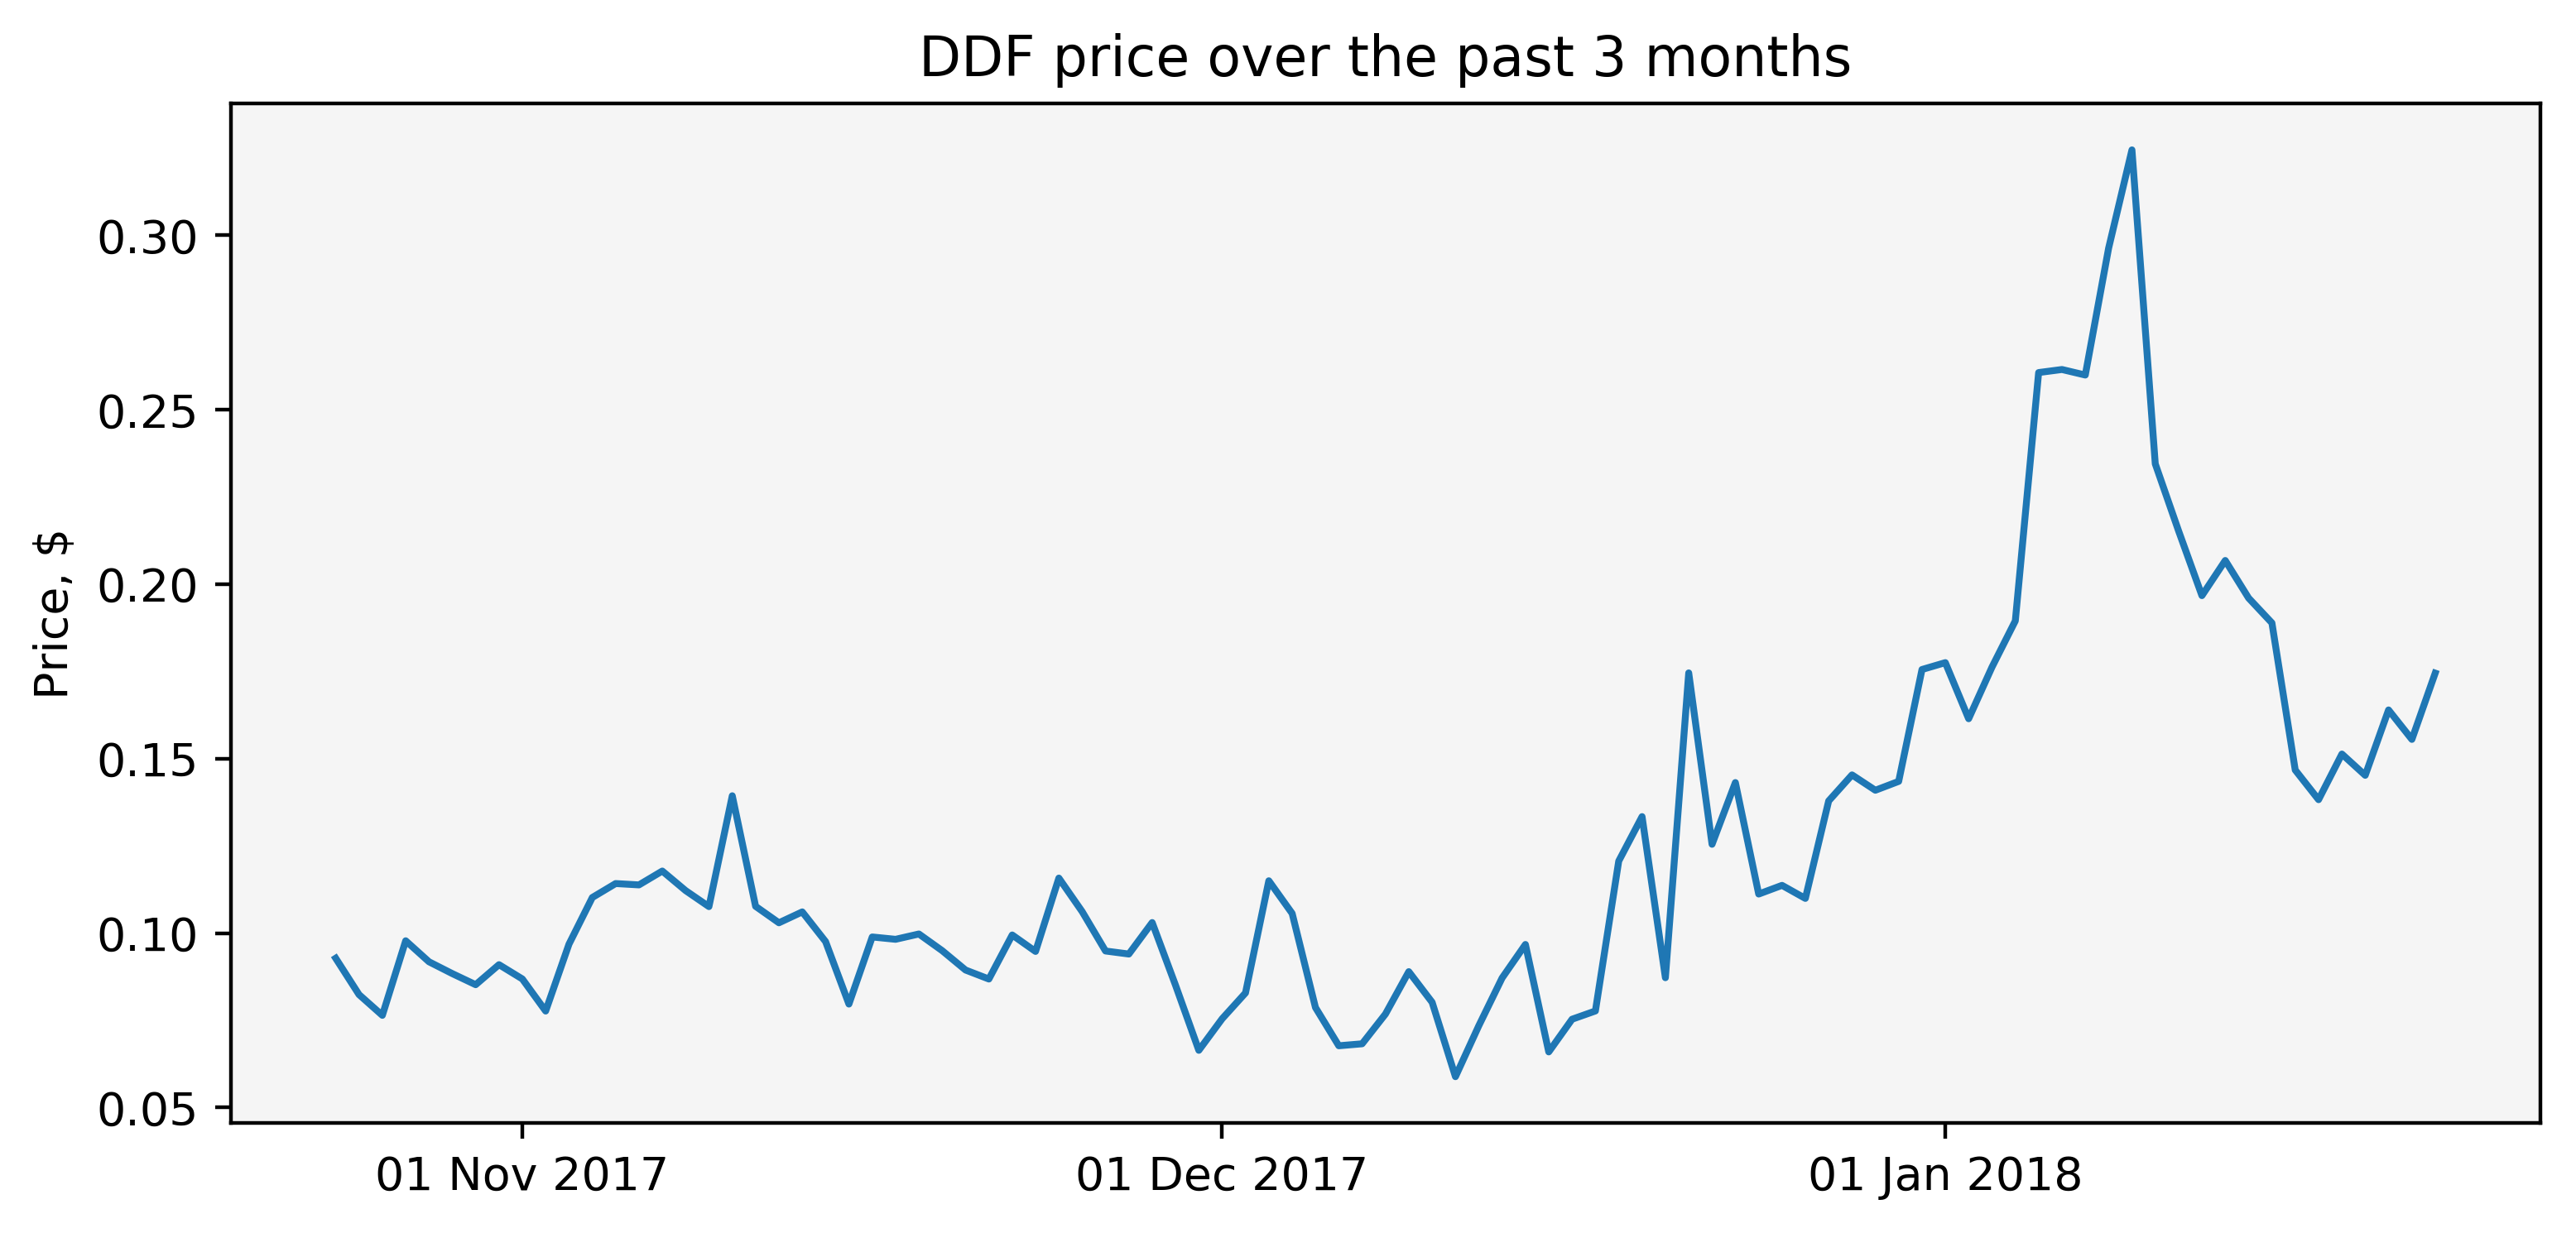 DDF price over the past 3 months
Price, $
0.30
0.25
0.20
0.15
0.10
0.05
01 Nov 2017
01 Dec 2017
01 Jan 2018